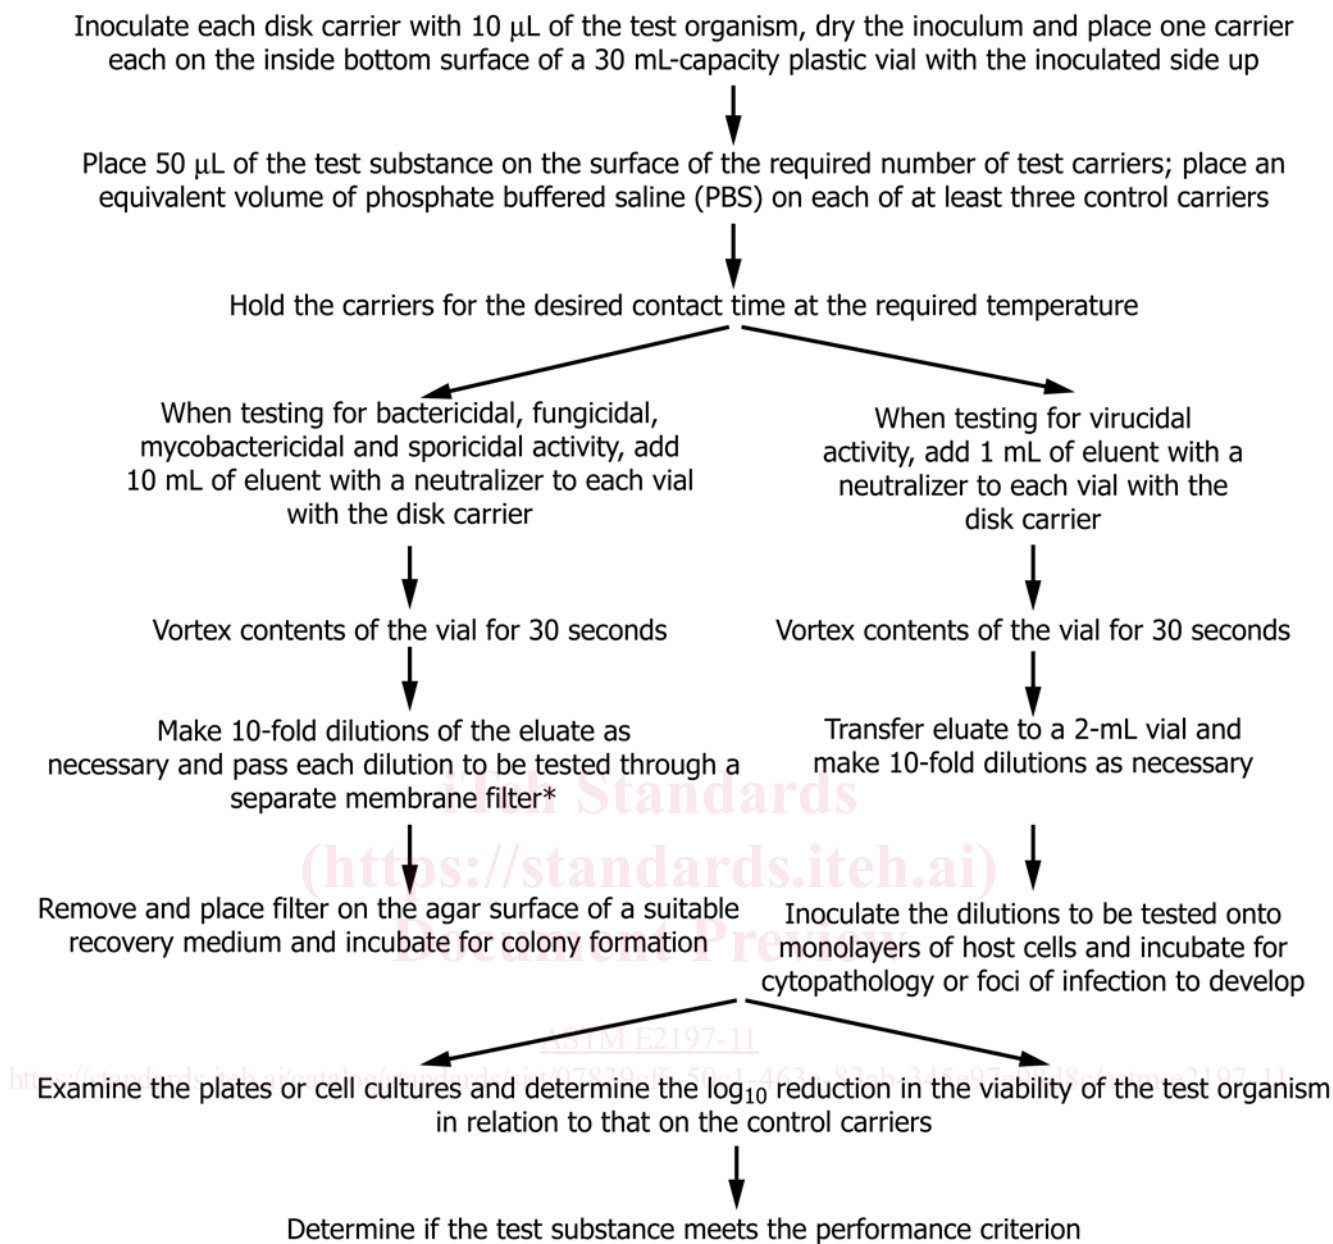 Inoculate each disk carrier with 10 μL of the test organism, dry the inoculum and place one carrier
each on the inside bottom surface of a 30 mL-capacity plastic vial with the inoculated side up
Place 50 μL of the test substance on the surface of the required number of test carriers; place an
equivalent volume of phosphate buffered saline (PBS) on each of at least three control carriers
Hold the carriers for the desired contact time at the required temperature
When testing for bactericidal, fungicidal,
mycobactericidal and sporicidal activity, add
10 mL of eluent with a neutralizer to each vial
with the disk carrier
When testing for virucidal
activity, add 1 mL of eluent with a
neutralizer to each vial with the
disk carrier
Vortex contents of the vial for 30 seconds
Vortex contents of the vial for 30 seconds
Make 10-fold dilutions of the eluate as
necessary and pass each dilution to be tested through a
separate membrane filter*
Transfer eluate to a 2-mL vial and
make 10-fold dilutions as necessary
iTeh Standards
(https://standards.iteh.ai)
Document Preview
Remove and place filter on the agar surface of a suitable
recovery medium and incubate for colony formation
Inoculate the dilutions to be tested onto
monolayers of host cells and incubate for
cytopathology or foci of infection to develop
ASTM E2197-11
Examine the plates or cell cultures and determine the log10 reduction in the viability of the test organism
in relation to that on the control carriers
Determine if the test substance meets the performance criterion